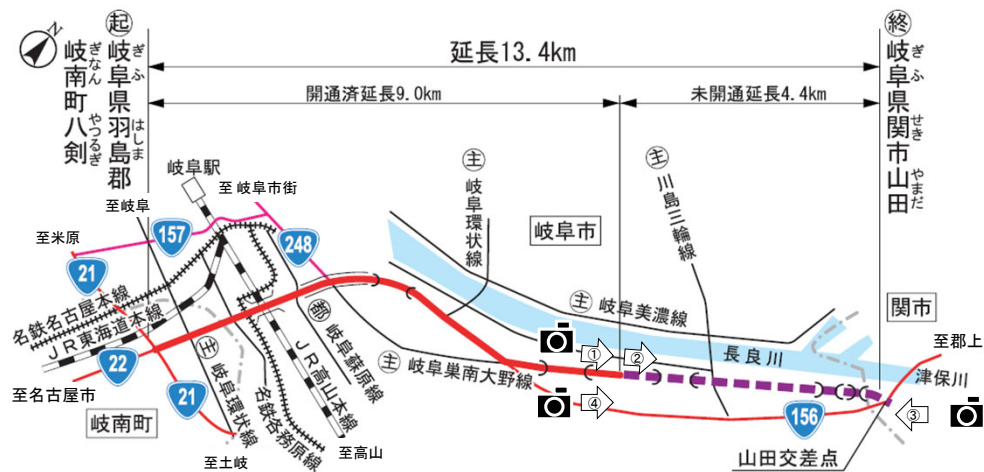 N
起
岐阜県羽島郡
ぎふ はしま
岐南町八剣
ぎなん やつるぎ
終
岐阜県関市山田
ぎふ せき やまだ
延長13.4km
開通済延長9.0km
未開通延長4.4km
岐阜駅
至岐阜
至 岐阜市街
至米原
157
248
21
名鉄名古屋本線
JR東海道本線
22
至名古屋市
岐南町
21
主 岐阜環状線
至土岐
名鉄各務原線
JR高山本線
至高山
都 岐阜蘇原線
主 岐阜巣南大野線
主 岐阜環状線
岐阜市
主 川島三輪線
主 岐阜美濃線
長良川
関市
至郡上
津保川
①
②
④
③
156
山田交差点